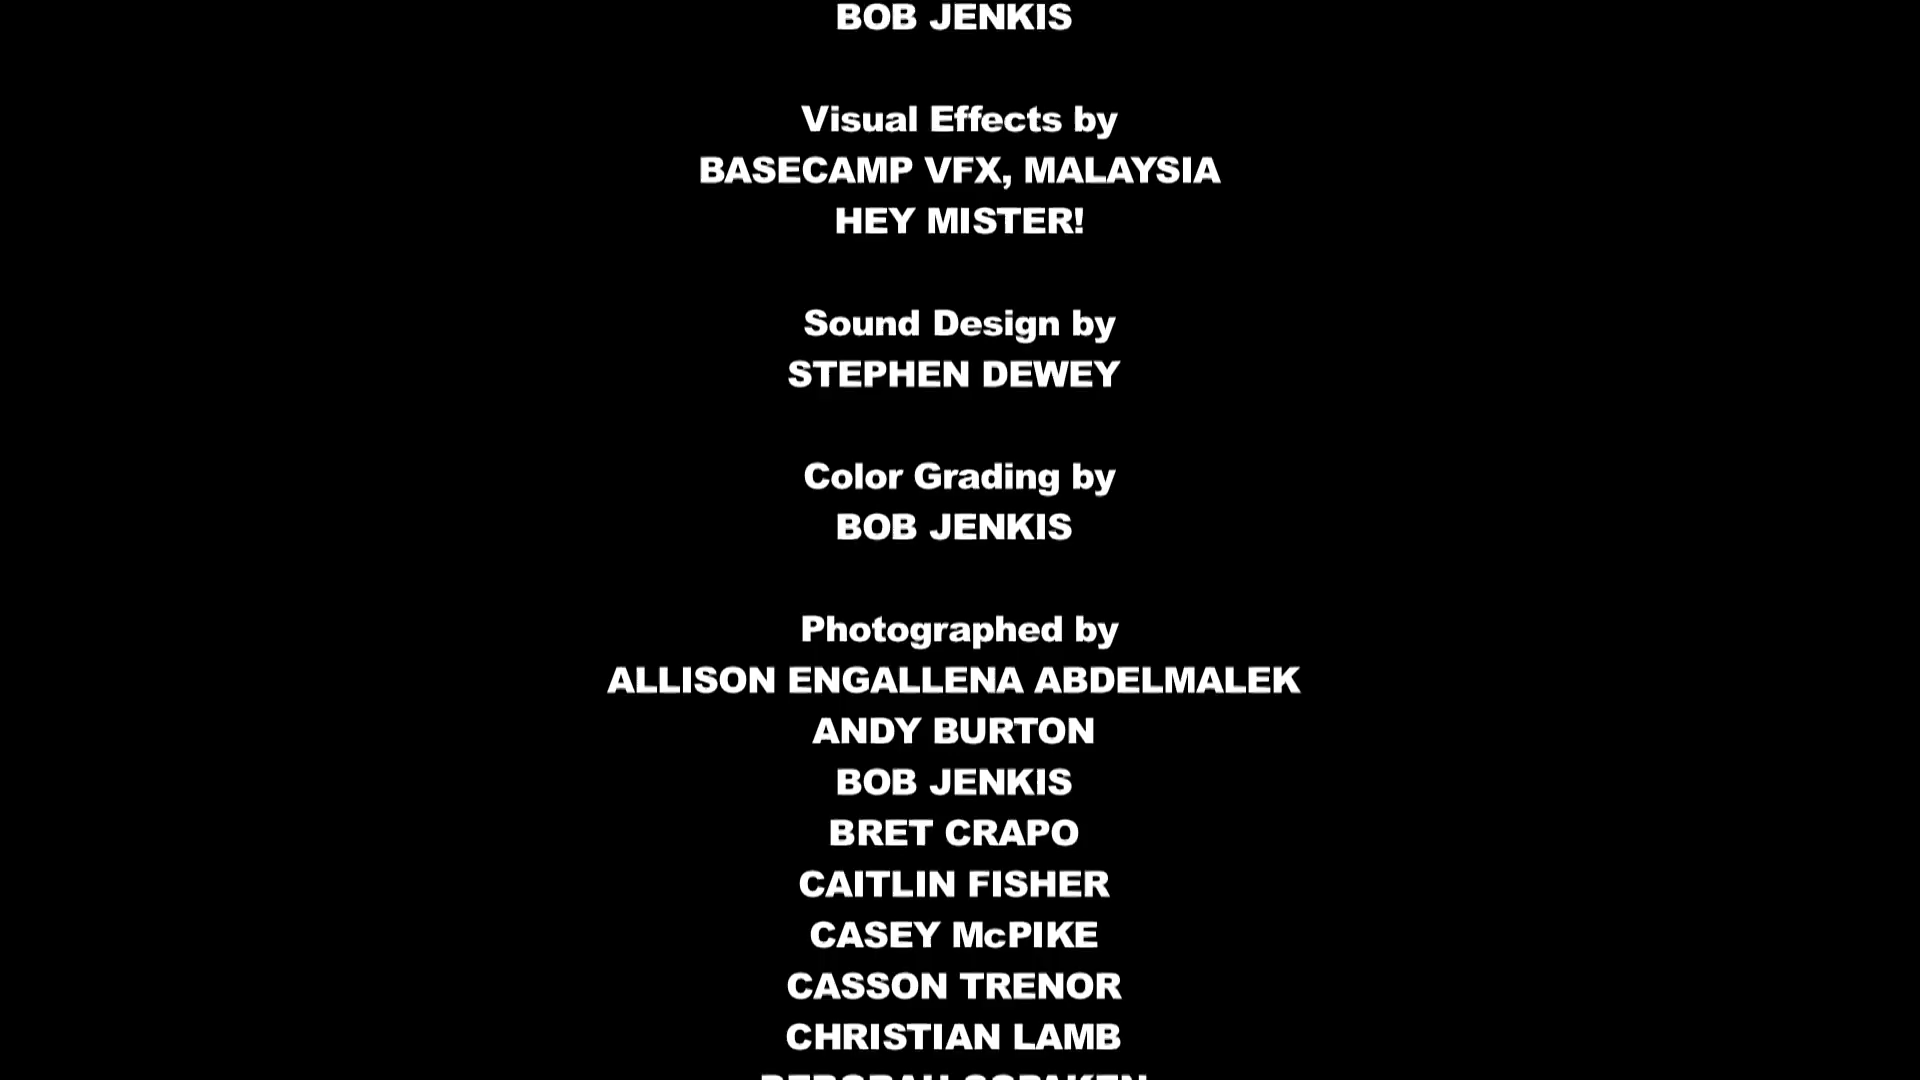 BOB JENKIS
Visual Effects by
BASECAMP VFX, MALAYSIA
HEY MISTER!
Sound Design by
STEPHEN DEWEY
Color Grading by
BOB JENKIS
Photographed by
ALLISON ENGALLENA ABDELMALEK
ANDY BURTON
BOB JENKIS
BRET CRAPO
CAITLIN FISHER
CASEY McPIKE
CASSON TRENOR
CHRISTIAN LAMB